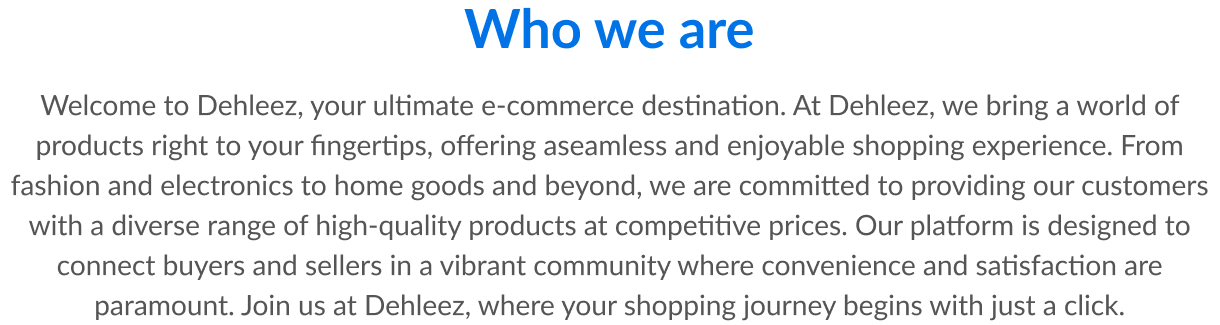 Who we are
Welcome to Dehleez, your ultimate e-commerce destination. At Dehleez, we bring a world of
products right to your fingertips, offering aseamless and enjoyable shopping experience. From
fashion and electronics to home goods and beyond, we are committed to providing our customers
with a diverse range of high-quality products at competitive prices. Our platform is designed to
connect buyers and sellers in a vibrant community where convenience and satisfaction are
paramount. Join us at Dehleez, where your shopping journey begins with just a click.